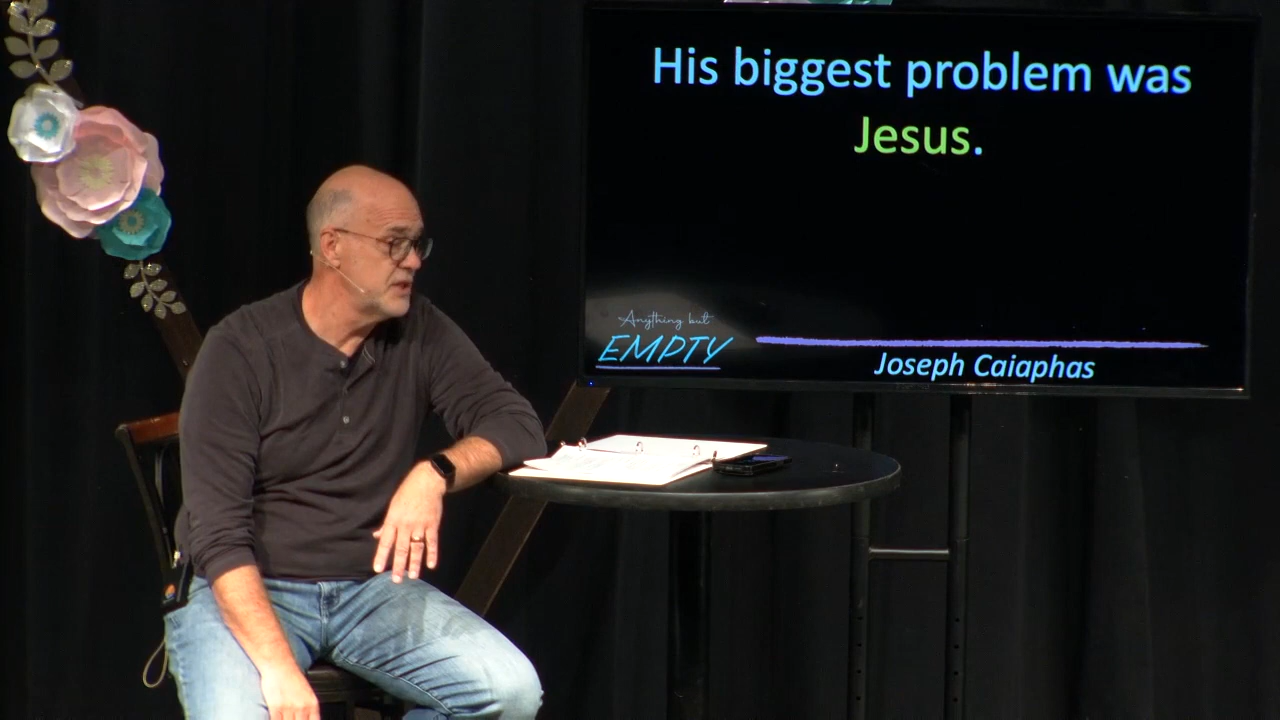 His biggest problem was
Jesus.
Anything but
EMPTY
Joseph Caiaphas